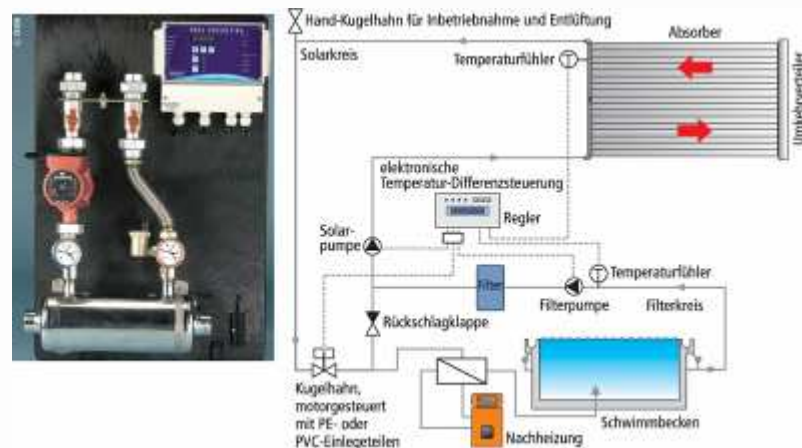 Hand-Kugelhahn für Inbetriebnahme und Entlüftung
Solarkreis
Absorber
Temperaturfühler
T
Umkehrverteiler
elektronische
Temperatur-Differenzsteuerung
Regler
Solar-
pumpe
T
Temperaturfühler
Filter
Filterpumpe
Filterkreis
Rückschlagklappe
Kugelhahn,
motorgesteuert
mit PE- oder
PVC-Einlegeteilen
Nachheizung
Schwimmbecken